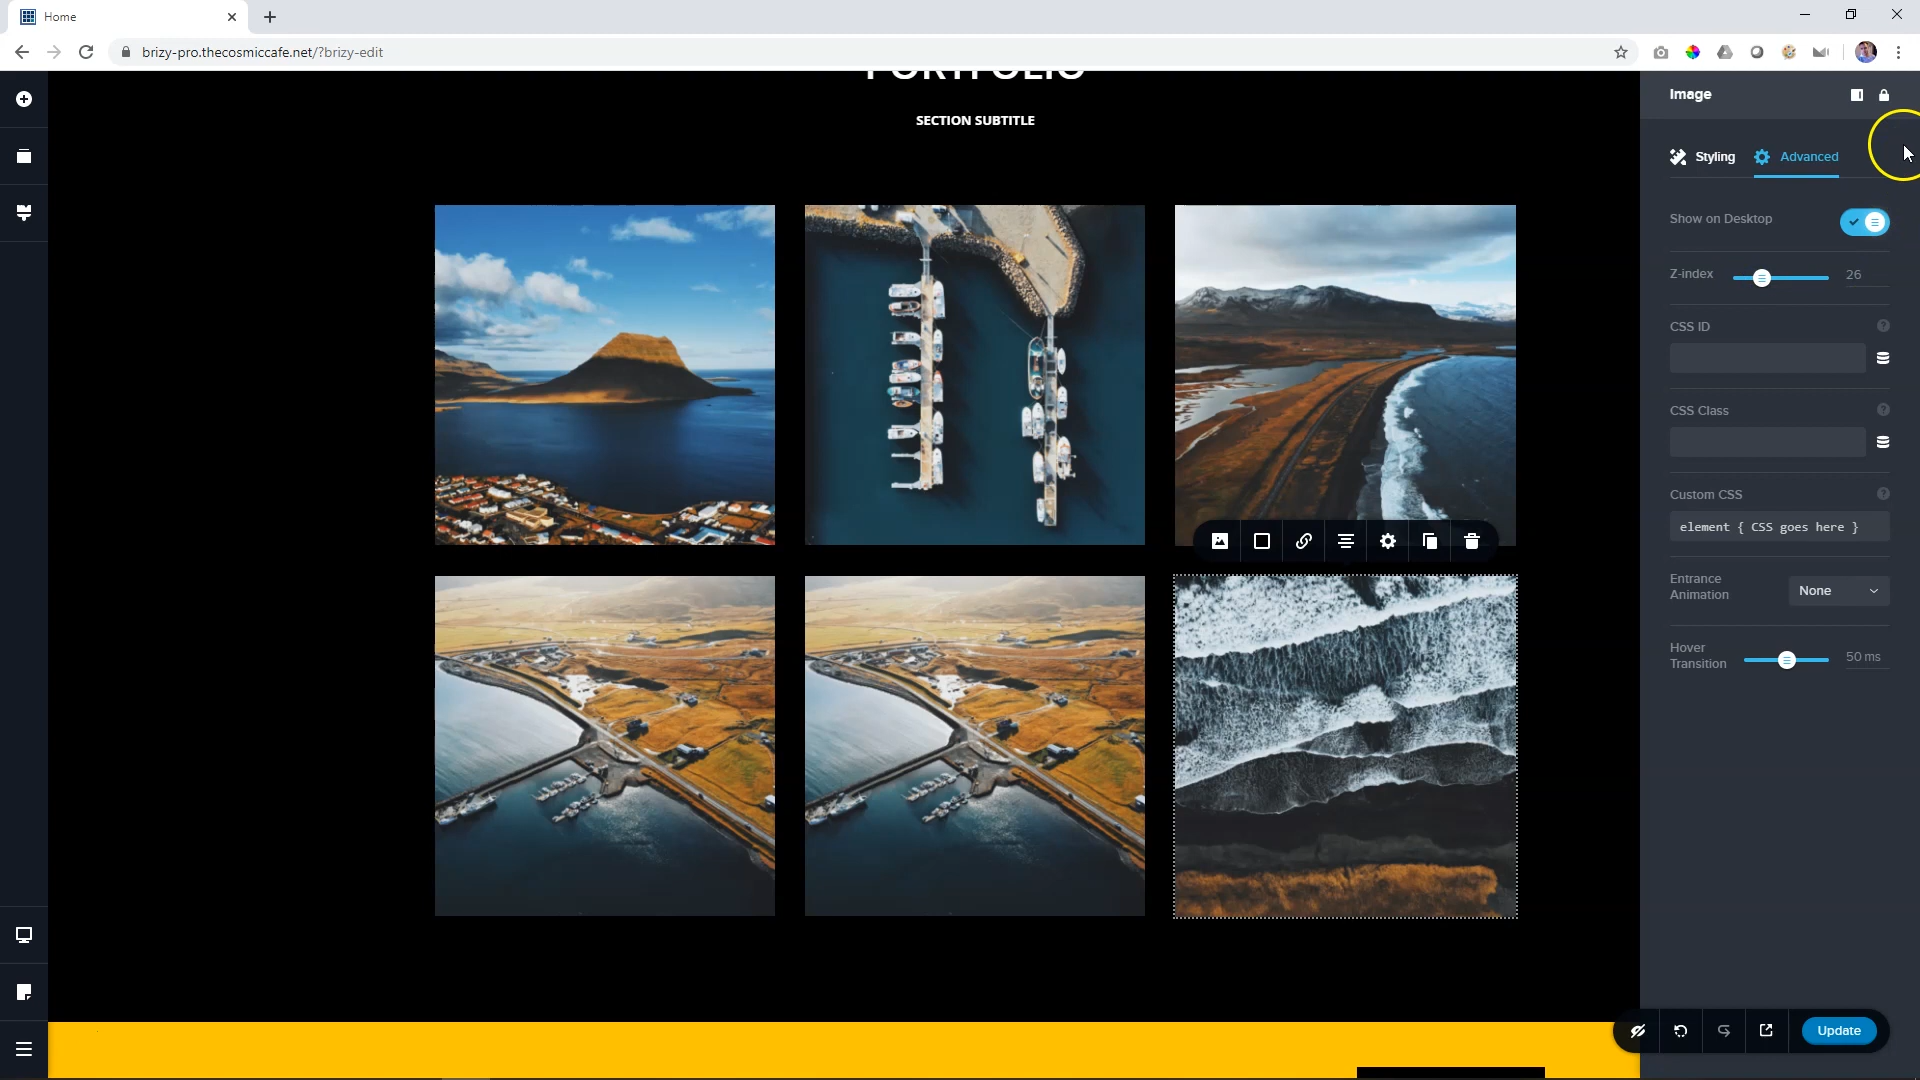 Home
brizy-pro.thecosmiccafe.net/?brizy-edit
PORTFOLIO
SECTION SUBTITLE
Image
Styling
Advanced
Show on Desktop
Z-index
26
CSS ID
CSS Class
Custom CSS
element { CSS goes here }
Entrance
Animation
None
Hover
Transition
50 ms
Update